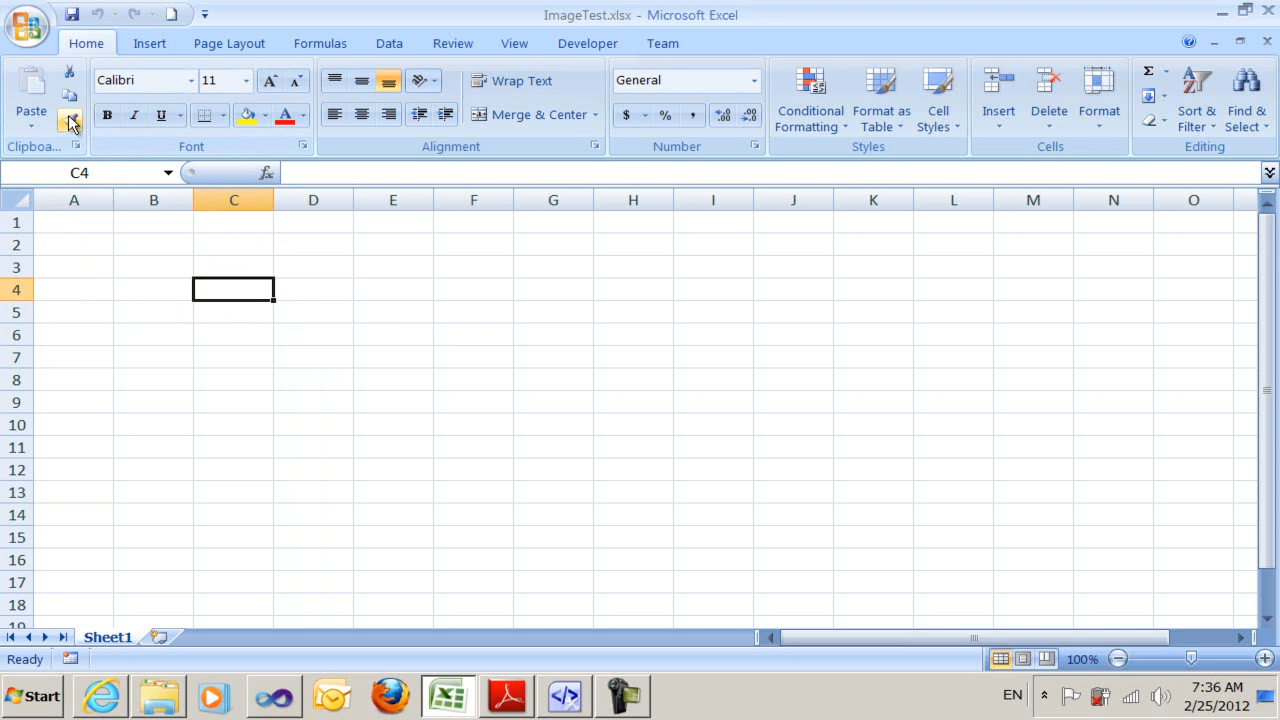 ImageTest.xlsx - Microsoft Excel
Home Insert Page Layout Formulas Data Review View Developer Team
Paste
Calibri 11
B I U A
Wrap Text
Merge & Center
General
$ % ,
Conditional Formatting
Format as Table
Cell Styles
Insert Delete Format
Σ
Sort & Filter
Find & Select
Clipboa... Font Alignment Number Styles Cells Editing
C4 fx
A B C D E F G H I J K L M N O
1
2
3
4
5
6
7
8
9
10
11
12
13
14
15
16
17
18
19
Sheet1
Ready 100%
Start EN 7:36 AM
2/25/2012